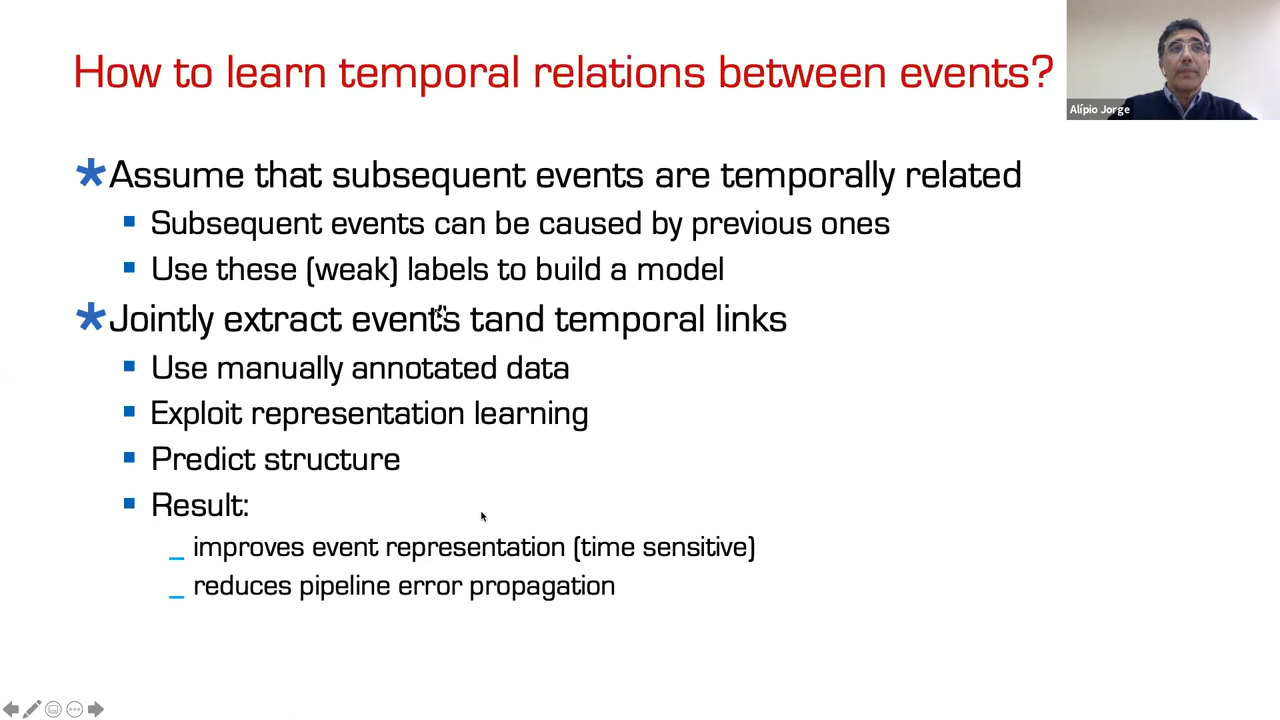 How to learn temporal relations between events?
Alípio Jorge
Assume that subsequent events are temporally related
Subsequent events can be caused by previous ones
Use these (weak) labels to build a model
Jointly extract events tand temporal links
Use manually annotated data
Exploit representation learning
Predict structure
Result:
_ improves event representation (time sensitive)
_ reduces pipeline error propagation